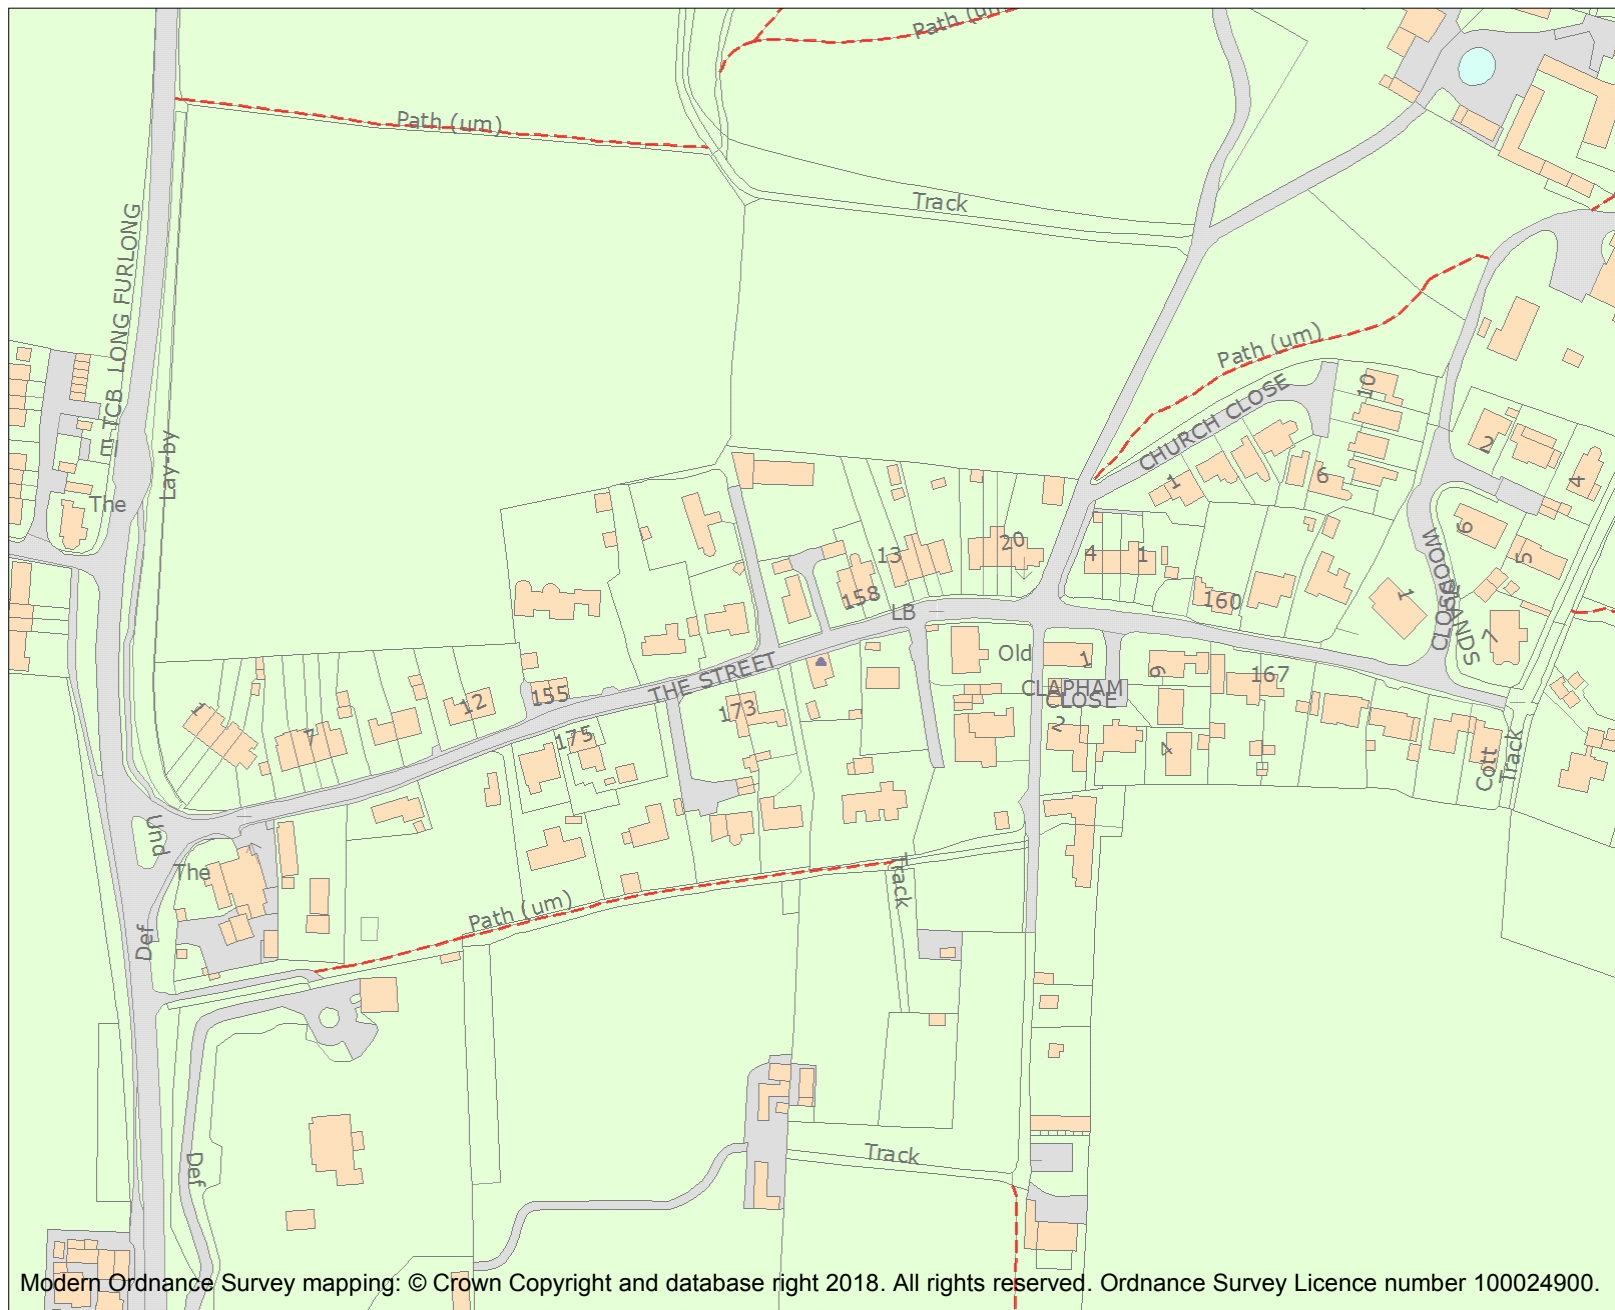 Path (um)
Path (um)
Track
LONG FURLONG
Path (um)
TCB
El
Lay-by
The
CHURCH CLOSE
10
1
6
2
4
6
5
WOODLANDS
CLOSE
1
7
13
20
4
1
158
LB
160
Old
1
THE STREET
CLAPHAM
CLOSE
6
167
155
12
173
2
175
4
1
7
Cott
Track
Und
The
Track
Path (um)
Def
Track
Def
Modern Ordnance Survey mapping: © Crown Copyright and database right 2018. All rights reserved. Ordnance Survey Licence number 100024900.